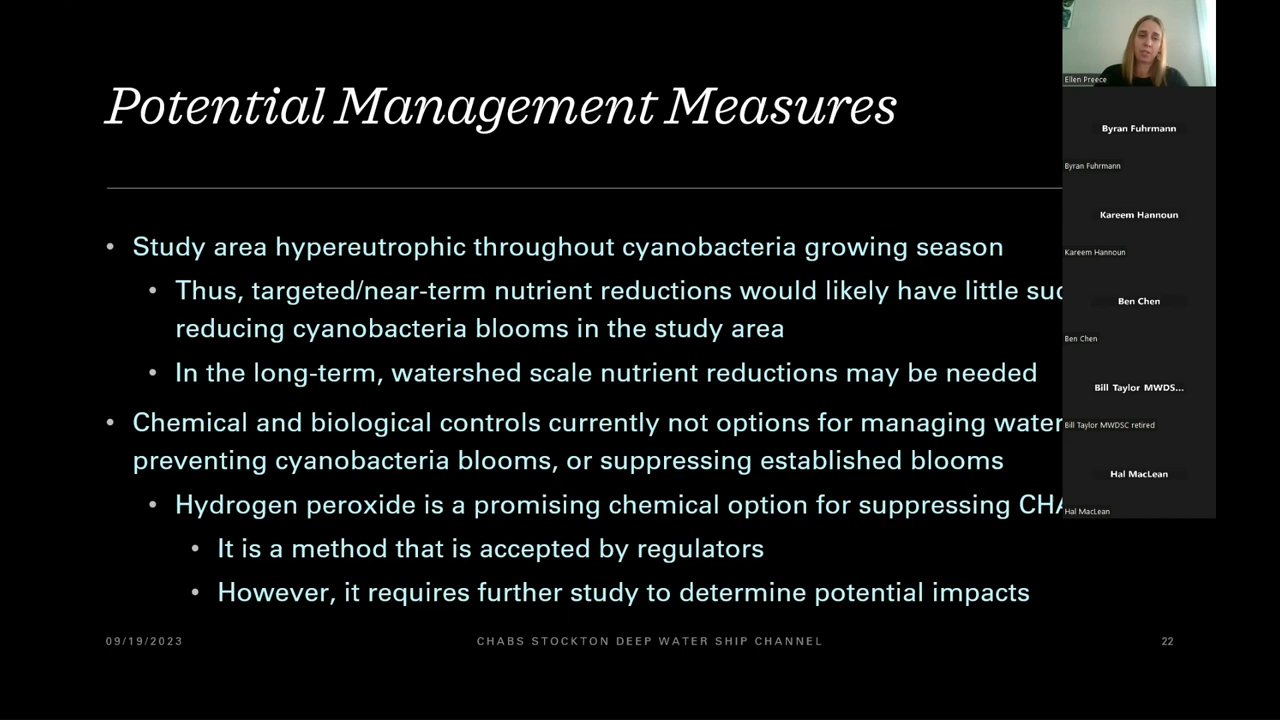 Potential Management Measures
• Study area hypereutrophic throughout cyanobacteria growing season
• Thus, targeted/near-term nutrient reductions would likely have little
reducing cyanobacteria blooms in the study area
• In the long-term, watershed scale nutrient reductions may be needed
• Chemical and biological controls currently not options for managing water
preventing cyanobacteria blooms, or suppressing established blooms
• Hydrogen peroxide is a promising chemical option for suppressing
• It is a method that is accepted by regulators
• However, it requires further study to determine potential impacts
09/19/2023
CHABS STOCKTON DEEP WATER SHIP CHANNEL
22
Ellen Preece
Byran Fuhrmann
Byran Fuhrmann
Kareem Hannoun
Kareem Hannoun
Ben Chen
Ben Chen
Bill Taylor MWDS...
Bill Taylor MWDSC retired
Hal MacLean
Hal MacLean